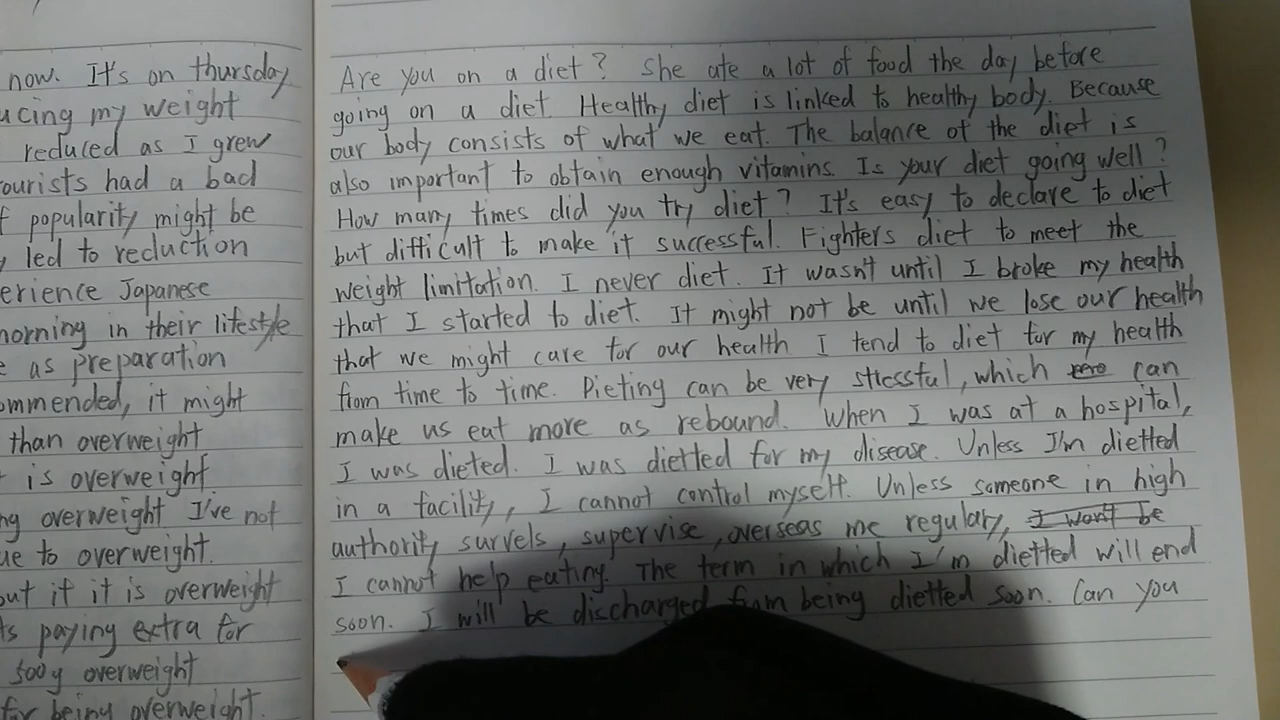 now. It's on thursday
ucing my weight
reduced as I grew
ourists had a bad
f popularity might be
y led to reduction
erience Japanese
morning in their lifestyle
e as preparation
ommended, it might
than overweight
is overweight
ng overweight I've not
ue to overweight.
out if it is overweight
ts paying extra for
500g overweight
for being overweight.
Are you on a diet? She ate a lot of food the day before
going on a diet. Healthy diet is linked to healthy body. Because
our body consists of what we eat. The balance of the diet is
also important to obtain enough vitamins. Is your diet going well?
How many times did you try diet? It's easy to declare to diet
but difficult to make it successful. Fighters diet to meet the
weight limitation. I never diet. It wasn't until I broke my health
that I started to diet. It might not be until we lose our health
that we might care for our health I tend to diet for my health
from time to time. Dieting can be very stressful, which can
make us eat more as rebound. When I was at a hospital,
I was dieted. I was dietted for my disease. Unless I'm dietted
in a facility, I cannot control myself. Unless someone in high
authority survels, supervise, overseas me regulary, I won't be
I cannot help eating. The term in which I'm dietted will end
soon. I will be discharged from being dietted soon. Can you